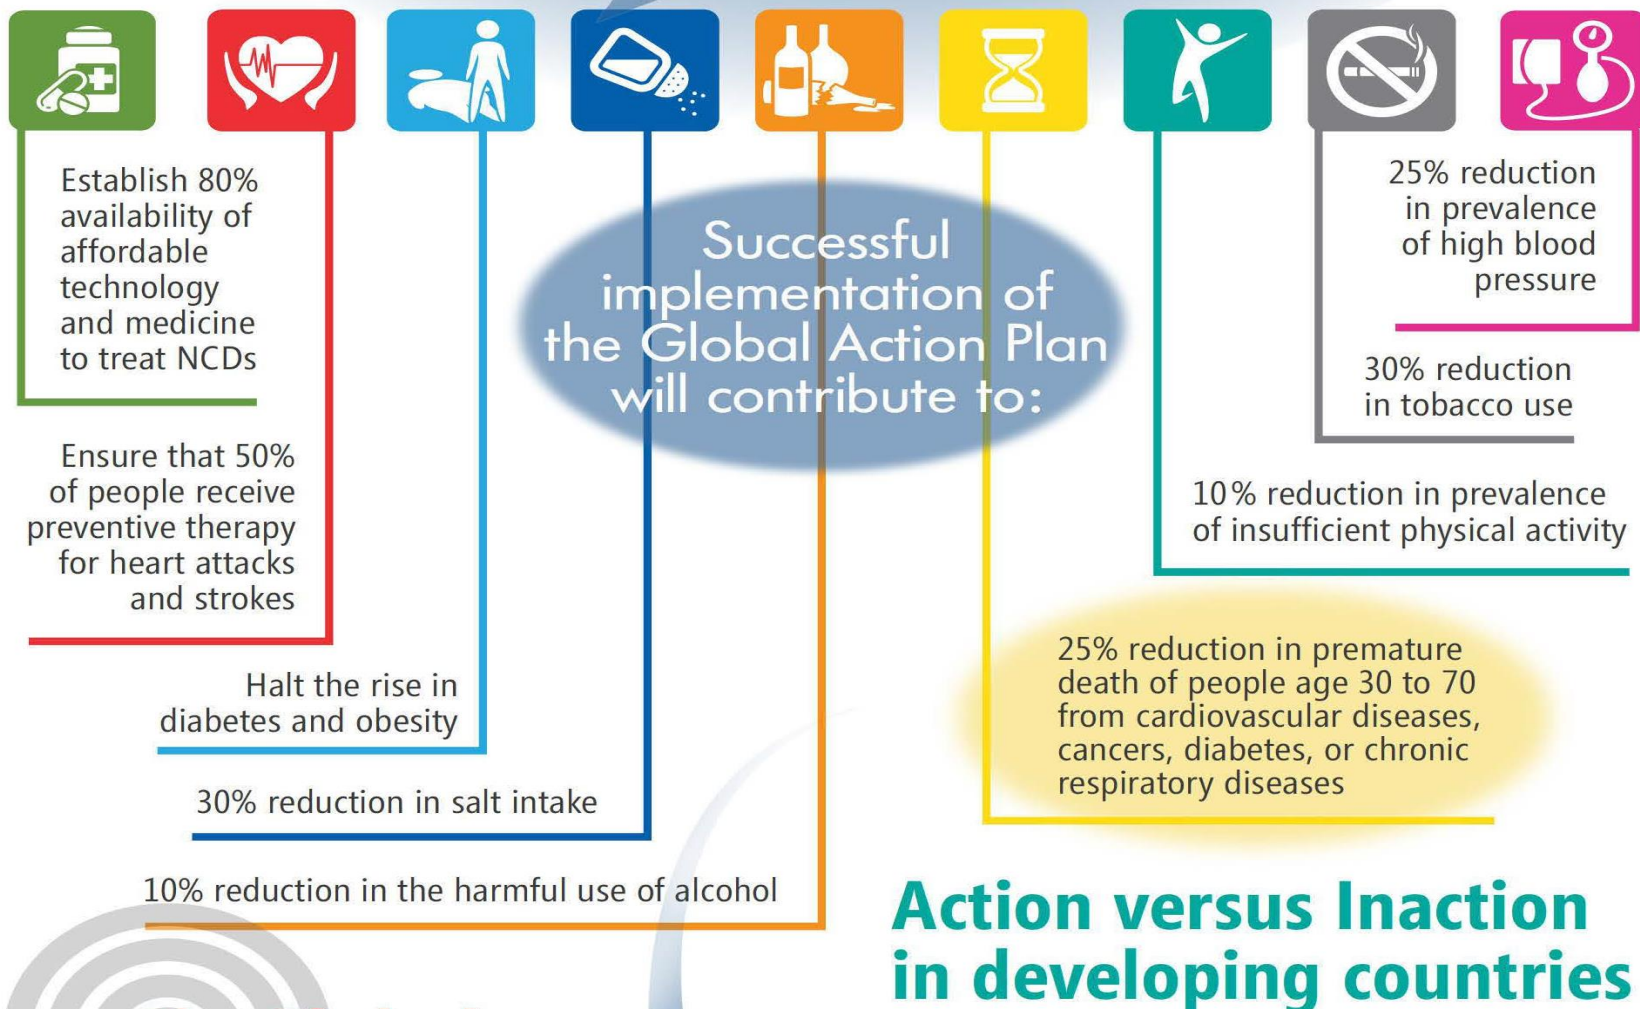 Successful
implementation of
the Global Action Plan
will contribute to:
Establish 80%
availability of
affordable
technology
and medicine
to treat NCDs
Ensure that 50%
of people receive
preventive therapy
for heart attacks
and strokes
Halt the rise in
diabetes and obesity
30% reduction in salt intake
10% reduction in the harmful use of alcohol
25% reduction in premature
death of people age 30 to 70
from cardiovascular diseases,
cancers, diabetes, or chronic
respiratory diseases
10% reduction in prevalence
of insufficient physical activity
30% reduction
in tobacco use
25% reduction
in prevalence
of high blood
pressure
Action versus Inaction
in developing countries